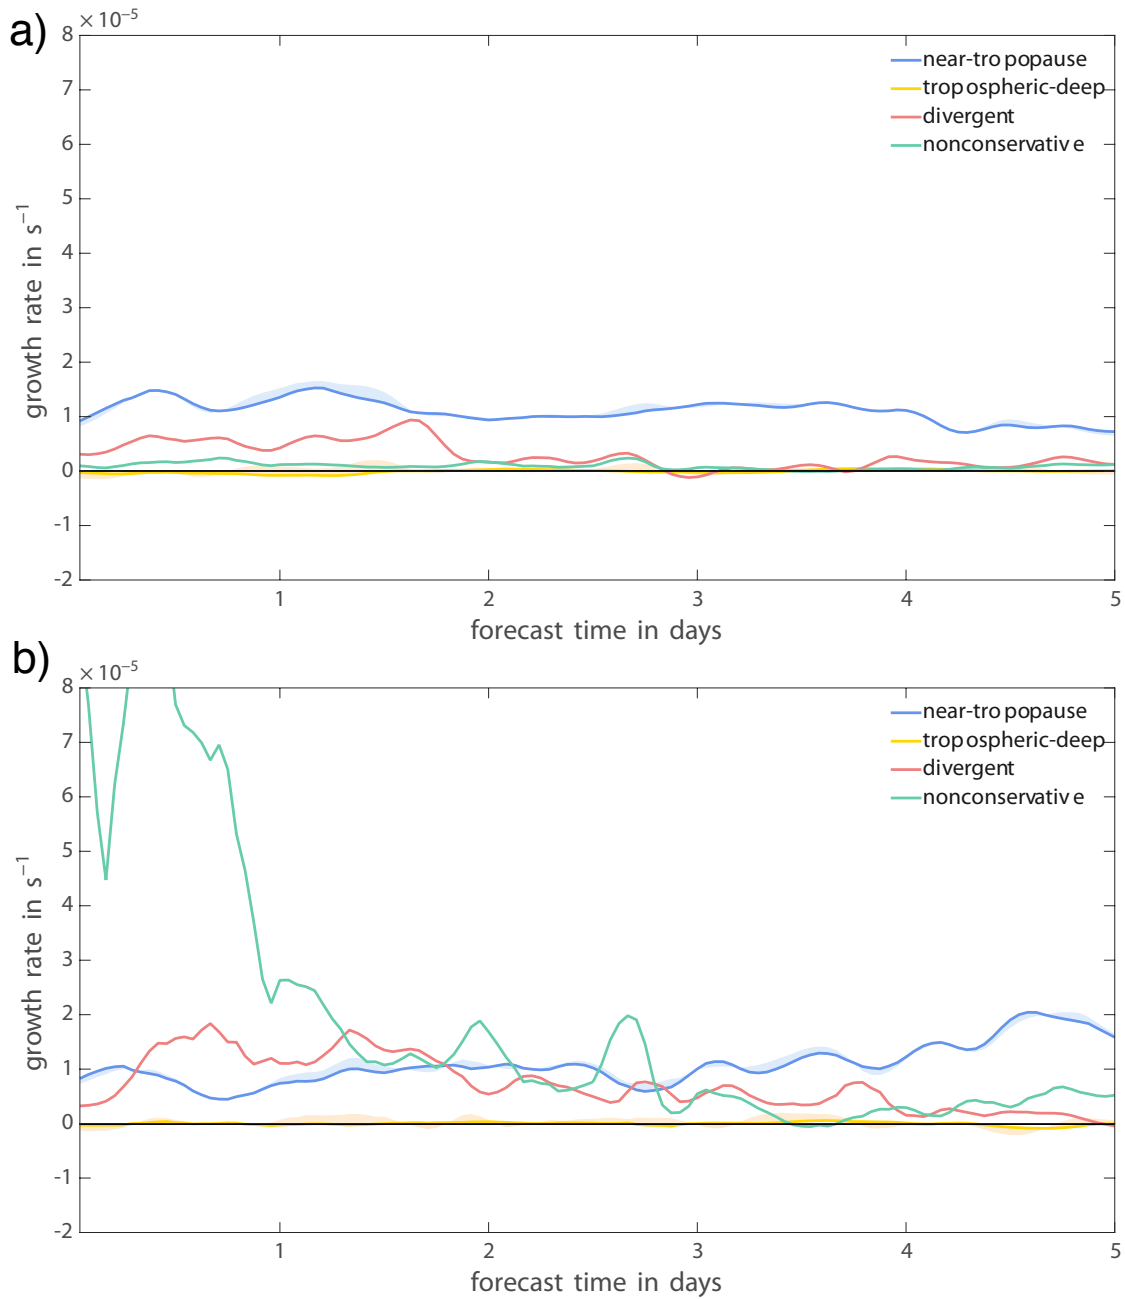 a)
8 × 10⁻⁵
near-tropopause
7
tropospheric-deep
divergent
6
nonconservative
5
4
3
2
1
0
-1
-2
growth rate in s⁻¹
1 2 3 4 5
forecast time in days
b)
8 × 10⁻⁵
near-tropopause
7
tropospheric-deep
divergent
6
nonconservative
5
4
3
2
1
0
-1
-2
growth rate in s⁻¹
1 2 3 4 5
forecast time in days